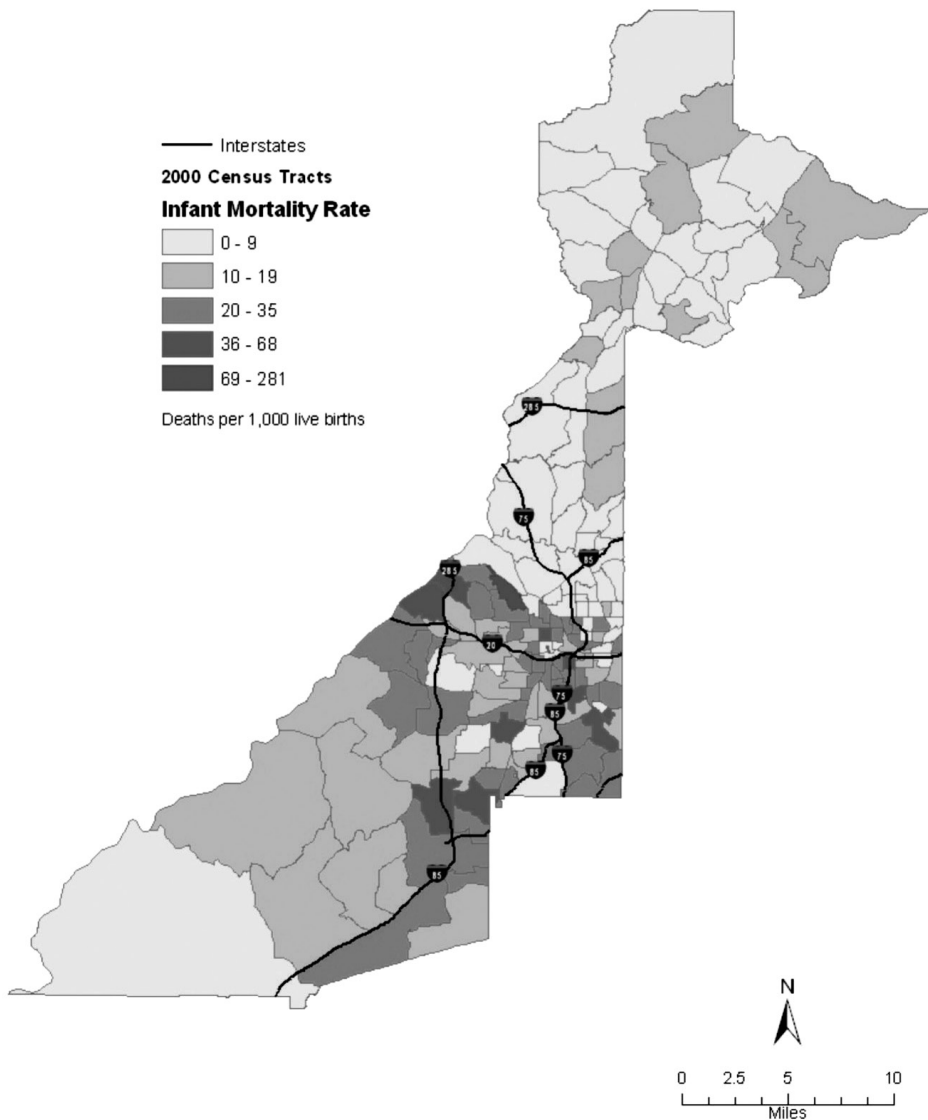 Interstates
2000 Census Tracts
Infant Mortality Rate
0 - 9
10 - 19
20 - 35
36 - 68
69 - 281
Deaths per 1,000 live births
285
75
85
285
20
75
85
75
85
85
N
0 2.5 5 10
Miles